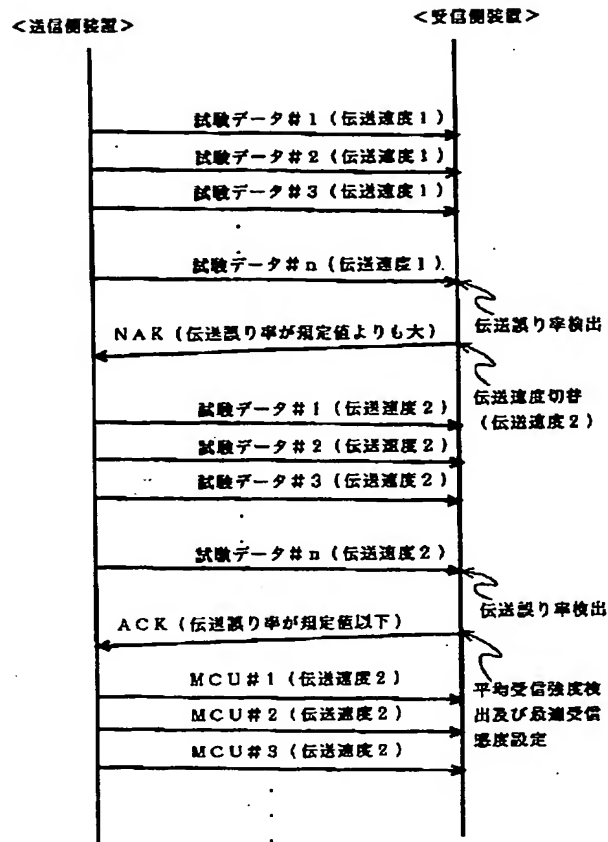 <送信側装置>
<受信側装置>
試験データ#1(伝送速度1)
試験データ#2(伝送速度1)
試験データ#3(伝送速度1)
試験データ#n(伝送速度1)
伝送誤り率検出
NAK(伝送誤り率が規定値よりも大)
伝送速度切替
(伝送速度2)
試験データ#1(伝送速度2)
試験データ#2(伝送速度2)
試験データ#3(伝送速度2)
試験データ#n(伝送速度2)
伝送誤り率検出
ACK(伝送誤り率が規定値以下)
MCU#1(伝送速度2)
平均受信強度検
出及び最適受信
感度設定
MCU#2(伝送速度2)
MCU#3(伝送速度2)